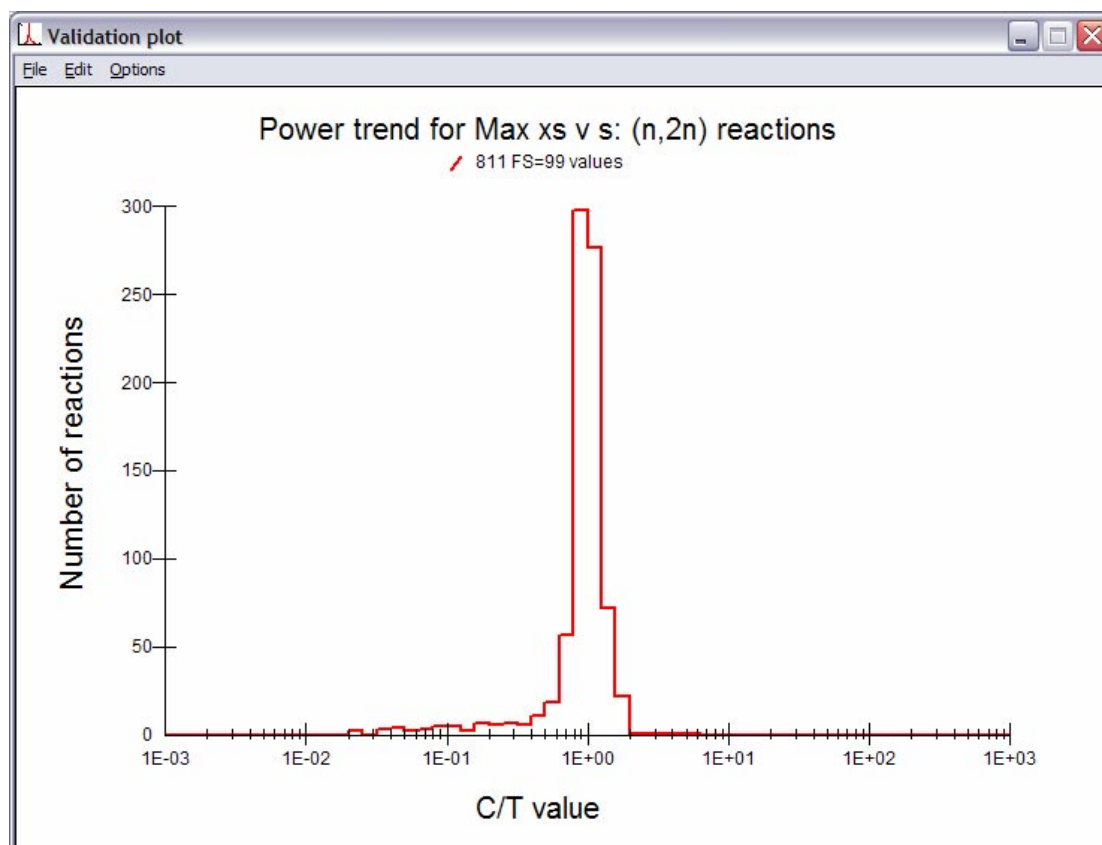 Validation plot
File Edit Options
Power trend for Max xs v s: (n,2n) reactions
811 FS=99 values
Number of reactions
300
250
200
150
100
50
0
1E-03 1E-02 1E-01 1E+00 1E+01 1E+02 1E+03
C/T value